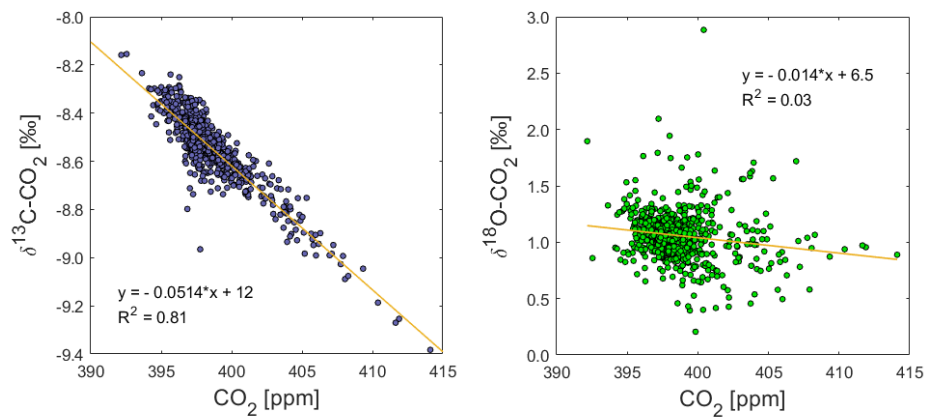 -8.0
-8.2
-8.4
-8.6
-8.8
-9.0
-9.2
-9.4
δ¹³C-CO₂ [‰]
y = - 0.0514*x + 12
R² = 0.81
390 395 400 405 410 415
CO₂ [ppm]
3.0
2.5
2.0
1.5
1.0
0.5
0.0
δ¹⁸O-CO₂ [‰]
y = - 0.014*x + 6.5
R² = 0.03
390 395 400 405 410 415
CO₂ [ppm]